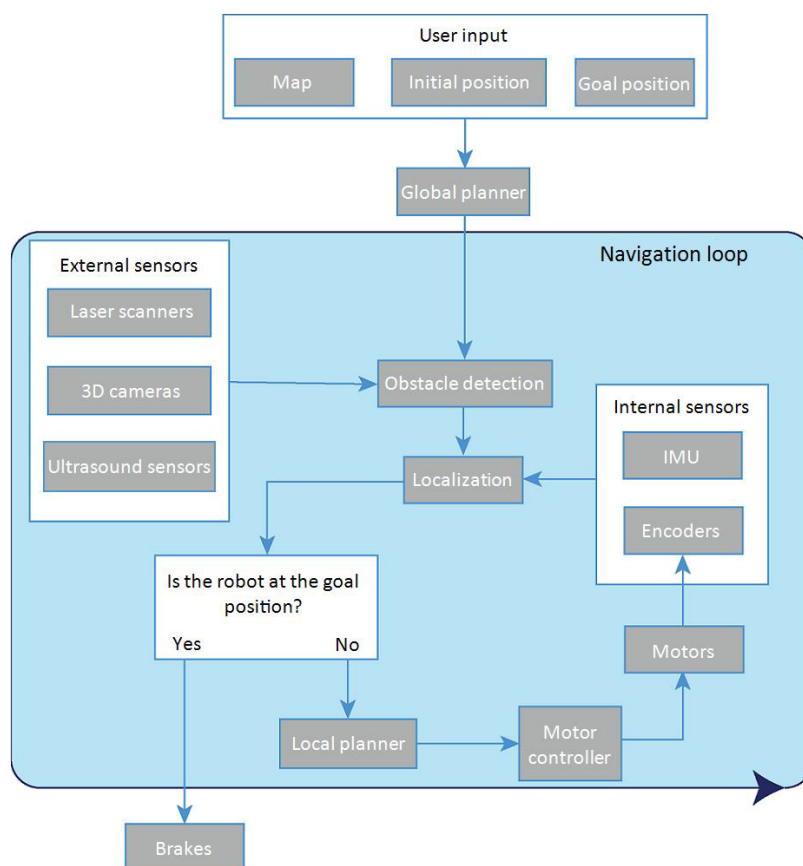 User input
Map
Initial position
Goal position
Global planner
Navigation loop
External sensors
Laser scanners
3D cameras
Ultrasound sensors
Obstacle detection
Localization
Internal sensors
IMU
Encoders
Is the robot at the goal
position?
Yes
No
Motors
Local planner
Motor
controller
Brakes